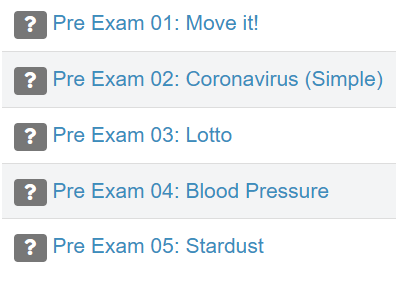 ? Pre Exam 01: Move it!
? Pre Exam 02: Coronavirus (Simple)
? Pre Exam 03: Lotto
? Pre Exam 04: Blood Pressure
? Pre Exam 05: Stardust